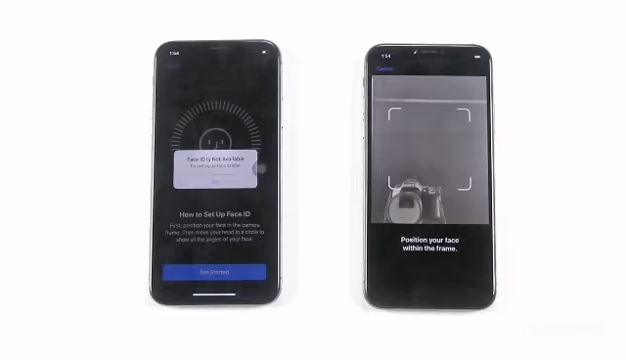 1:54
Face ID is Not Available
How to Set Up Face ID
First, position your face in the camera
frame. Then move your head in a circle to
show all the angles of your face.
Get Started
1:54
Cancel
Position your face
within the frame.